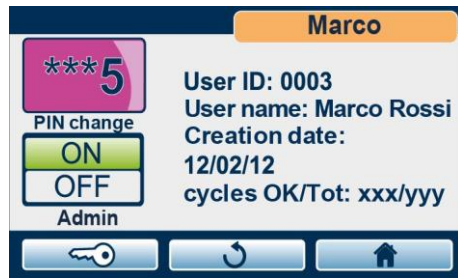 Marco
***5
PIN change
ON
OFF
Admin
User ID: 0003
User name: Marco Rossi
Creation date:
12/02/12
cycles OK/Tot: xxx/yyy